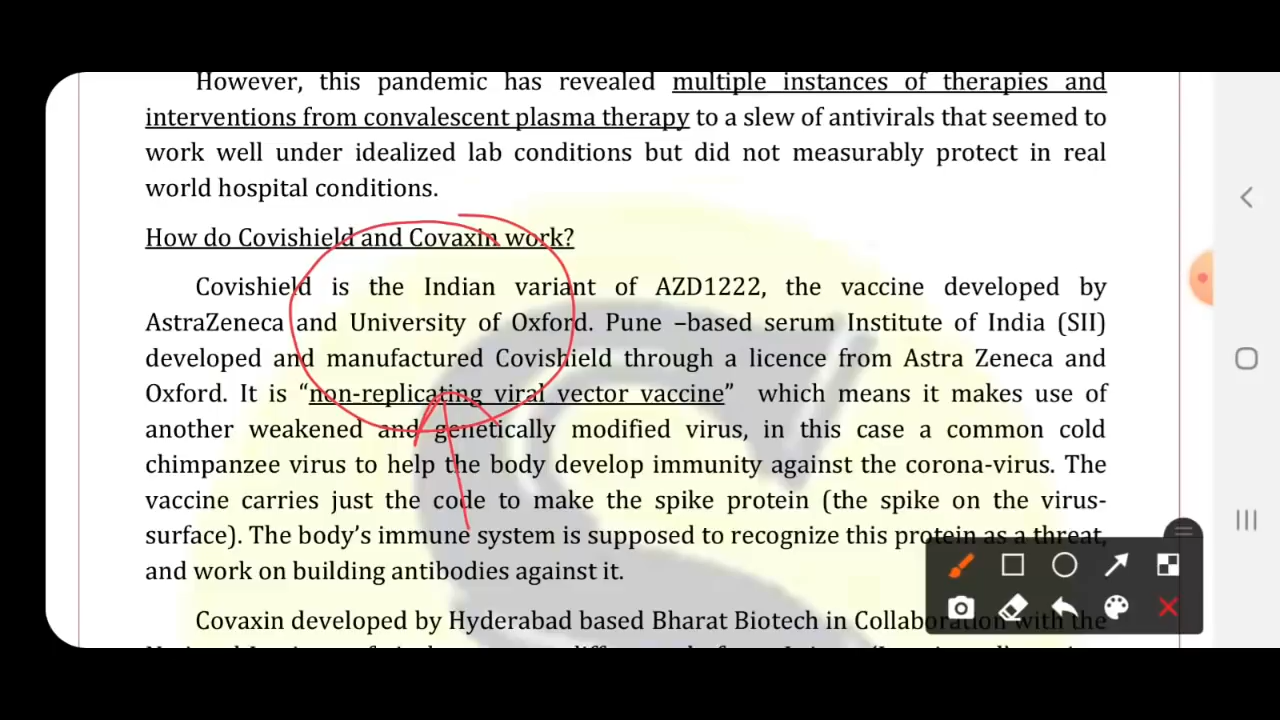 However, this pandemic has revealed multiple instances of therapies and
interventions from convalescent plasma therapy to a slew of antivirals that seemed to
work well under idealized lab conditions but did not measurably protect in real
world hospital conditions.
How do Covishield and Covaxin work?
Covishield is the Indian variant of AZD1222, the vaccine developed by
AstraZeneca and University of Oxford. Pune –based serum Institute of India (SII)
developed and manufactured Covishield through a licence from Astra Zeneca and
Oxford. It is “non-replicating viral vector vaccine” which means it makes use of
another weakened and genetically modified virus, in this case a common cold
chimpanzee virus to help the body develop immunity against the corona-virus. The
vaccine carries just the code to make the spike protein (the spike on the virus-
surface). The body’s immune system is supposed to recognize this protein as a threat,
and work on building antibodies against it.
Covaxin developed by Hyderabad based Bharat Biotech in Collaboration with the